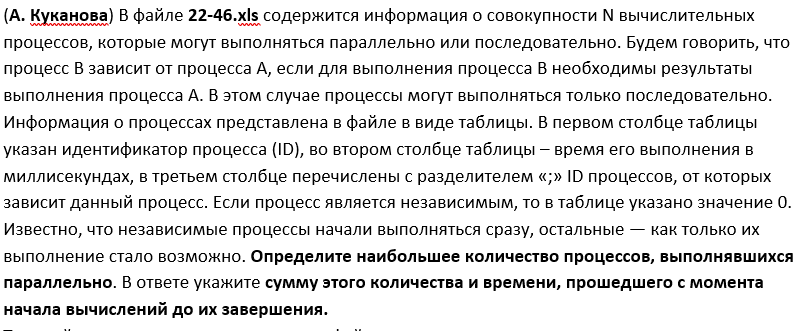 (А. Куканова) В файле 22-46.xls содержится информация о совокупности N вычислительных
процессов, которые могут выполняться параллельно или последовательно. Будем говорить, что
процесс B зависит от процесса A, если для выполнения процесса B необходимы результаты
выполнения процесса A. В этом случае процессы могут выполняться только последовательно.
Информация о процессах представлена в файле в виде таблицы. В первом столбце таблицы
указан идентификатор процесса (ID), во втором столбце таблицы – время его выполнения в
миллисекундах, в третьем столбце перечислены с разделителем «;» ID процессов, от которых
зависит данный процесс. Если процесс является независимым, то в таблице указано значение 0.
Известно, что независимые процессы начали выполняться сразу, остальные — как только их
выполнение стало возможно. Определите наибольшее количество процессов, выполнявшихся
параллельно. В ответе укажите сумму этого количества и времени, прошедшего с момента
начала вычислений до их завершения.